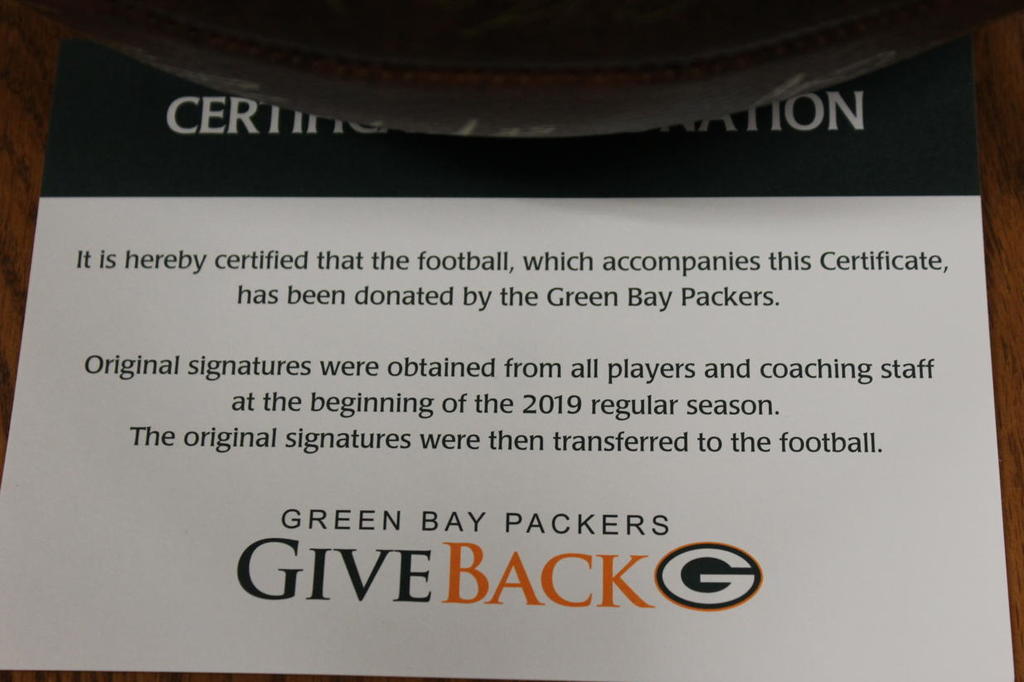 It is hereby certified that the football, which accompanies this Certificate,
has been donated by the Green Bay Packers.
Original signatures were obtained from all players and coaching staff
at the beginning of the 2019 regular season.
The original signatures were then transferred to the football.
GREEN BAY PACKERS
GIVEBACK G